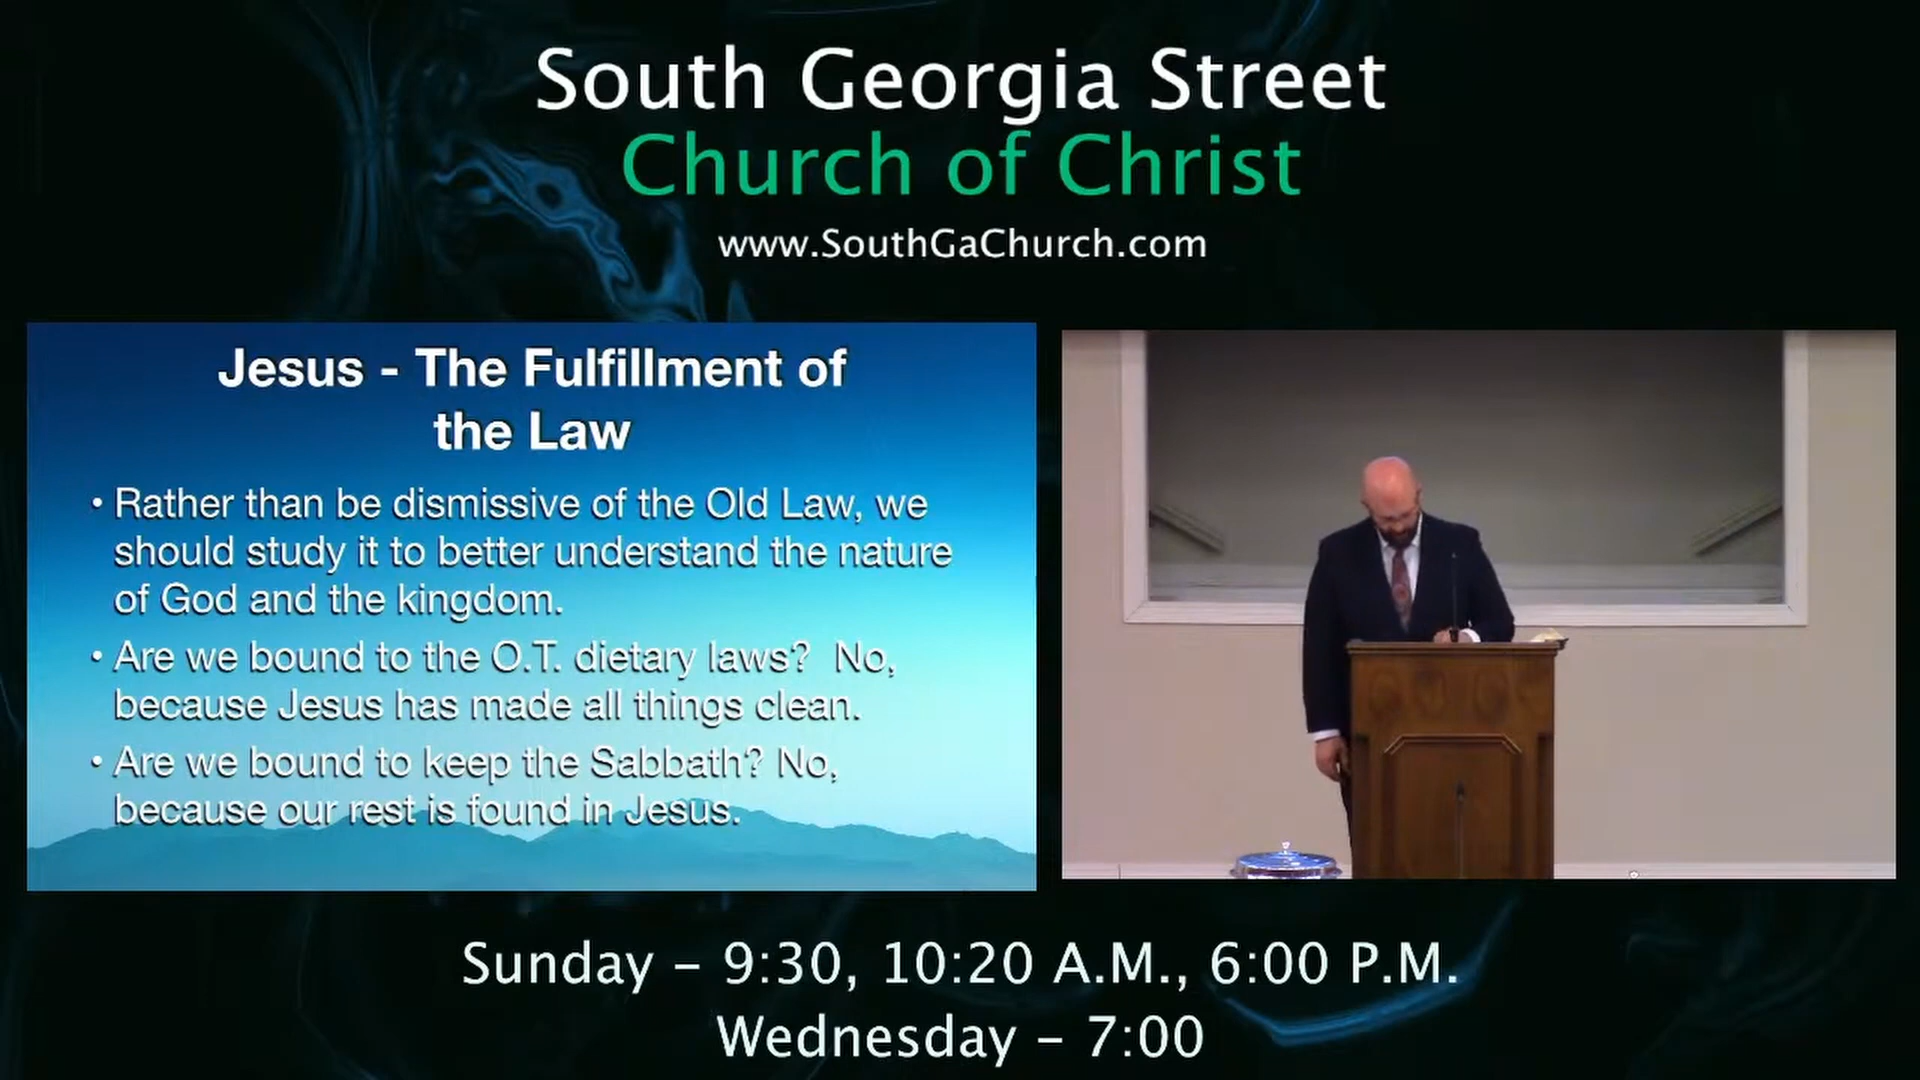 South Georgia Street
Church of Christ
www.SouthGaChurch.com
Jesus - The Fulfillment of
the Law
• Rather than be dismissive of the Old Law, we
should study it to better understand the nature
of God and the kingdom.
• Are we bound to the O.T. dietary laws?  No,
because Jesus has made all things clean.
• Are we bound to keep the Sabbath? No,
because our rest is found in Jesus.
Sunday – 9:30, 10:20 A.M., 6:00 P.M.
Wednesday – 7:00